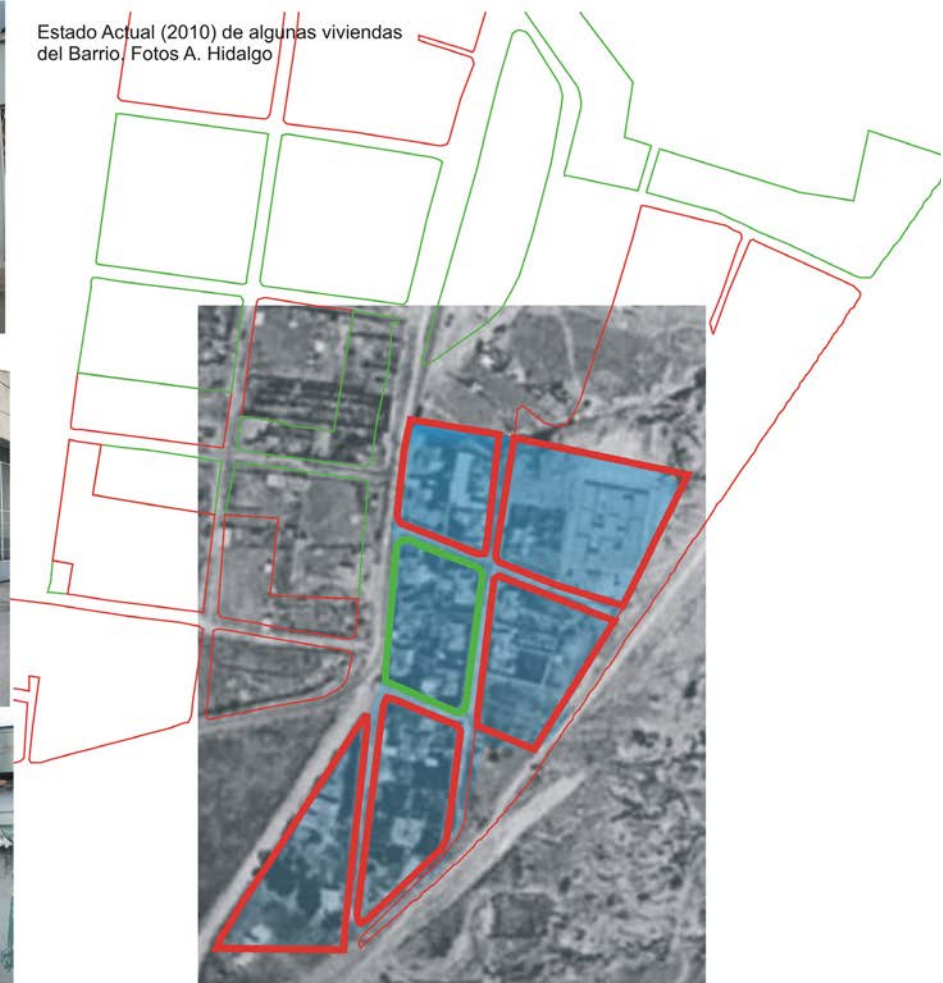 Estado Actual (2010) de algunas viviendas
del Barrio. Fotos A. Hidalgo